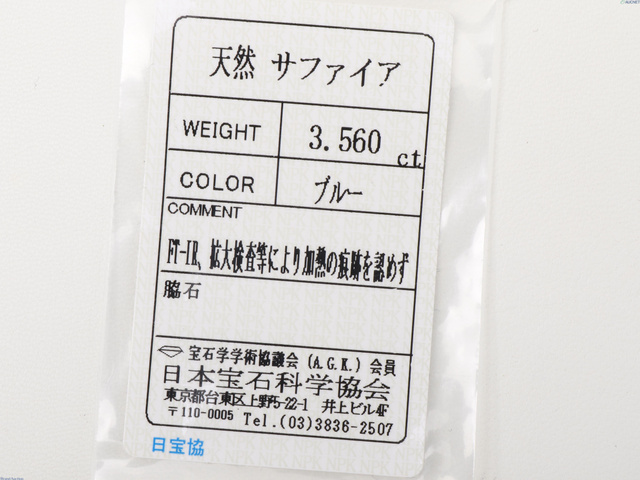 天然 サファイア
WEIGHT 3.560 ct
COLOR ブルー
COMMENT
FT-IR、拡大検査等により加熱の痕跡を認めず
脇石
宝石学学術協議会 (A.G.K.) 会員
日本宝石科学協会
東京都台東区上野5-22-1 井上ビル4F
〒110-0005 Tel.(03)3836-2507
日宝協